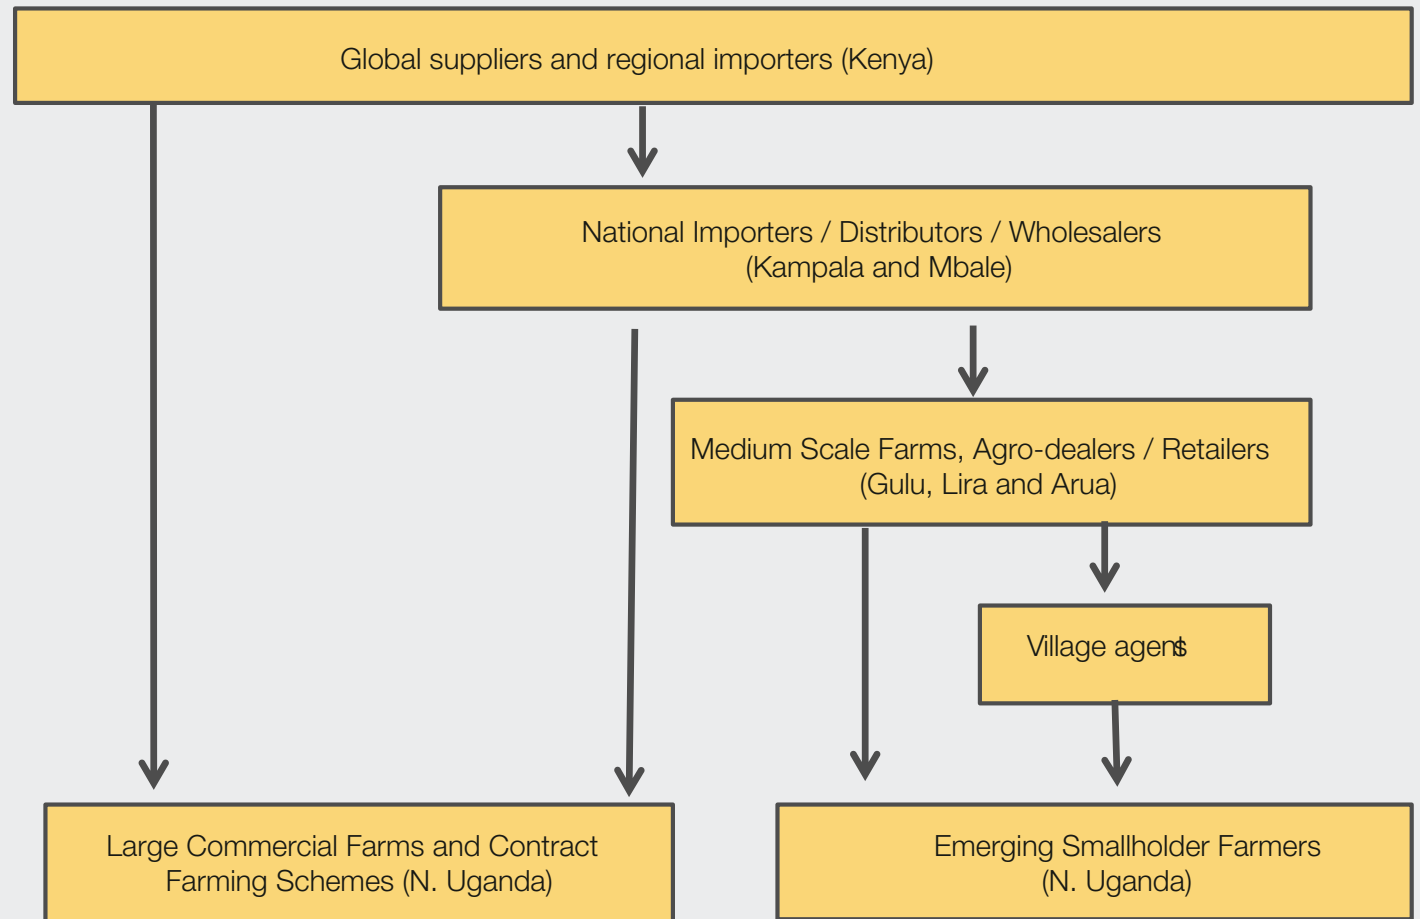 Global suppliers and regional importers (Kenya)
National Importers / Distributors / Wholesalers
(Kampala and Mbale)
Medium Scale Farms, Agro-dealers / Retailers
(Gulu, Lira and Arua)
Village agents
Large Commercial Farms and Contract
Farming Schemes (N. Uganda)
Emerging Smallholder Farmers
(N. Uganda)